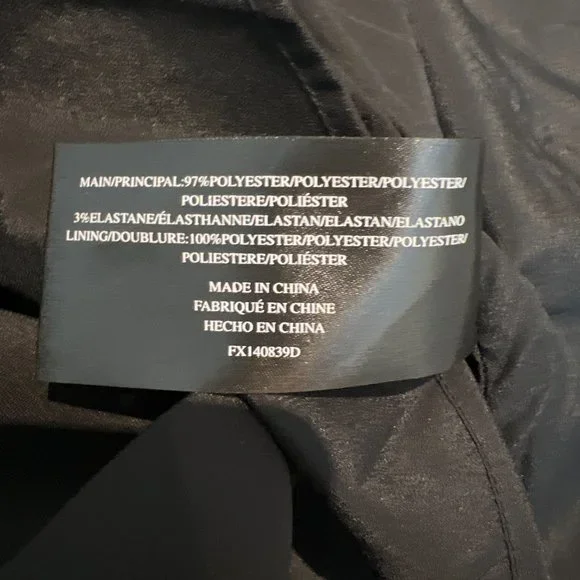 MAIN/PRINCIPAL:97%POLYESTER/POLYESTER/POLYESTER/
POLIESTERE/POLIÉSTER
3%ELASTANE/ÉLASTHANNE/ELASTAN/ELASTAN/ELASTANO
LINING/DOUBLURE:100%POLYESTER/POLYESTER/POLYESTER/
POLIESTERE/POLIÉSTER
MADE IN CHINA
FABRIQUÉ EN CHINE
HECHO EN CHINA
FX140839D